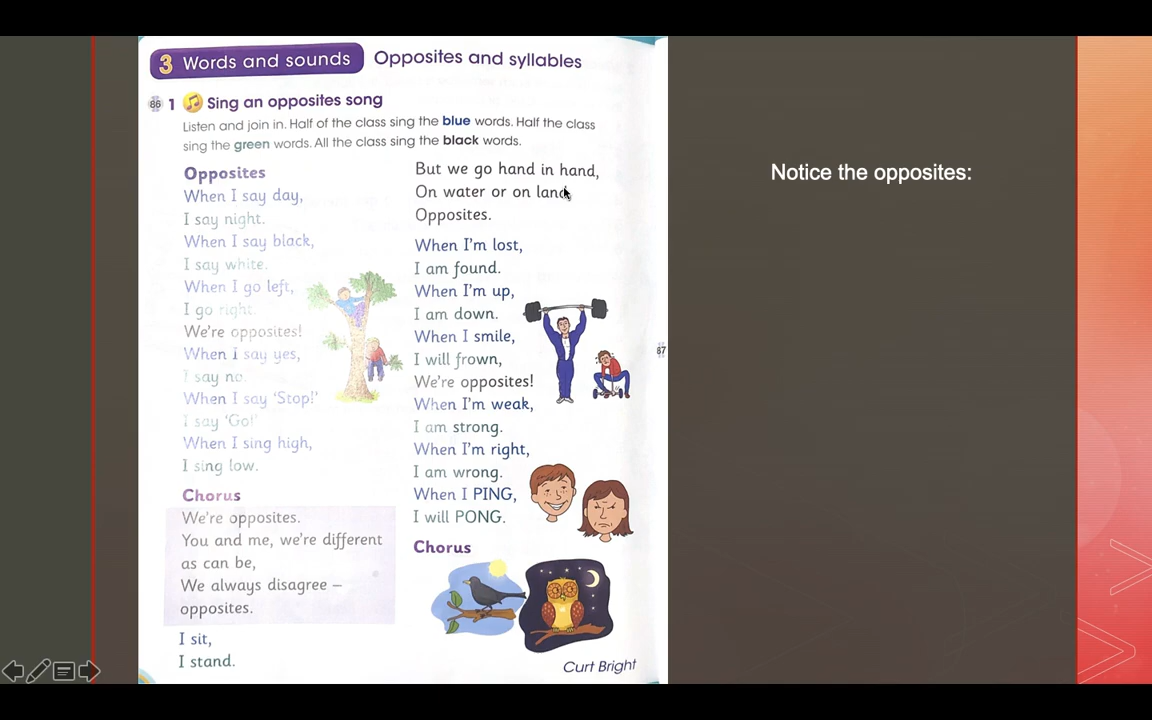 3 Words and sounds Opposites and syllables
86 1 Sing an opposites song
Listen and join in. Half of the class sing the blue words. Half the class
sing the green words. All the class sing the black words.
Opposites
When I say day,
I say night.
When I say black,
I say white.
When I go left,
I go right.
We're opposites!
When I say yes,
I say no.
When I say 'Stop!'
I say 'Go!'
When I sing high,
I sing low.
Chorus
We're opposites.
You and me, we're different
as can be,
We always disagree –
opposites.
I sit,
I stand.
But we go hand in hand,
On water or on land
Opposites.
When I'm lost,
I am found.
When I'm up,
I am down.
When I smile,
I will frown,
We're opposites!
When I'm weak,
I am strong.
When I'm right,
I am wrong.
When I PING,
I will PONG.
Chorus
Curt Bright
87
Notice the opposites: